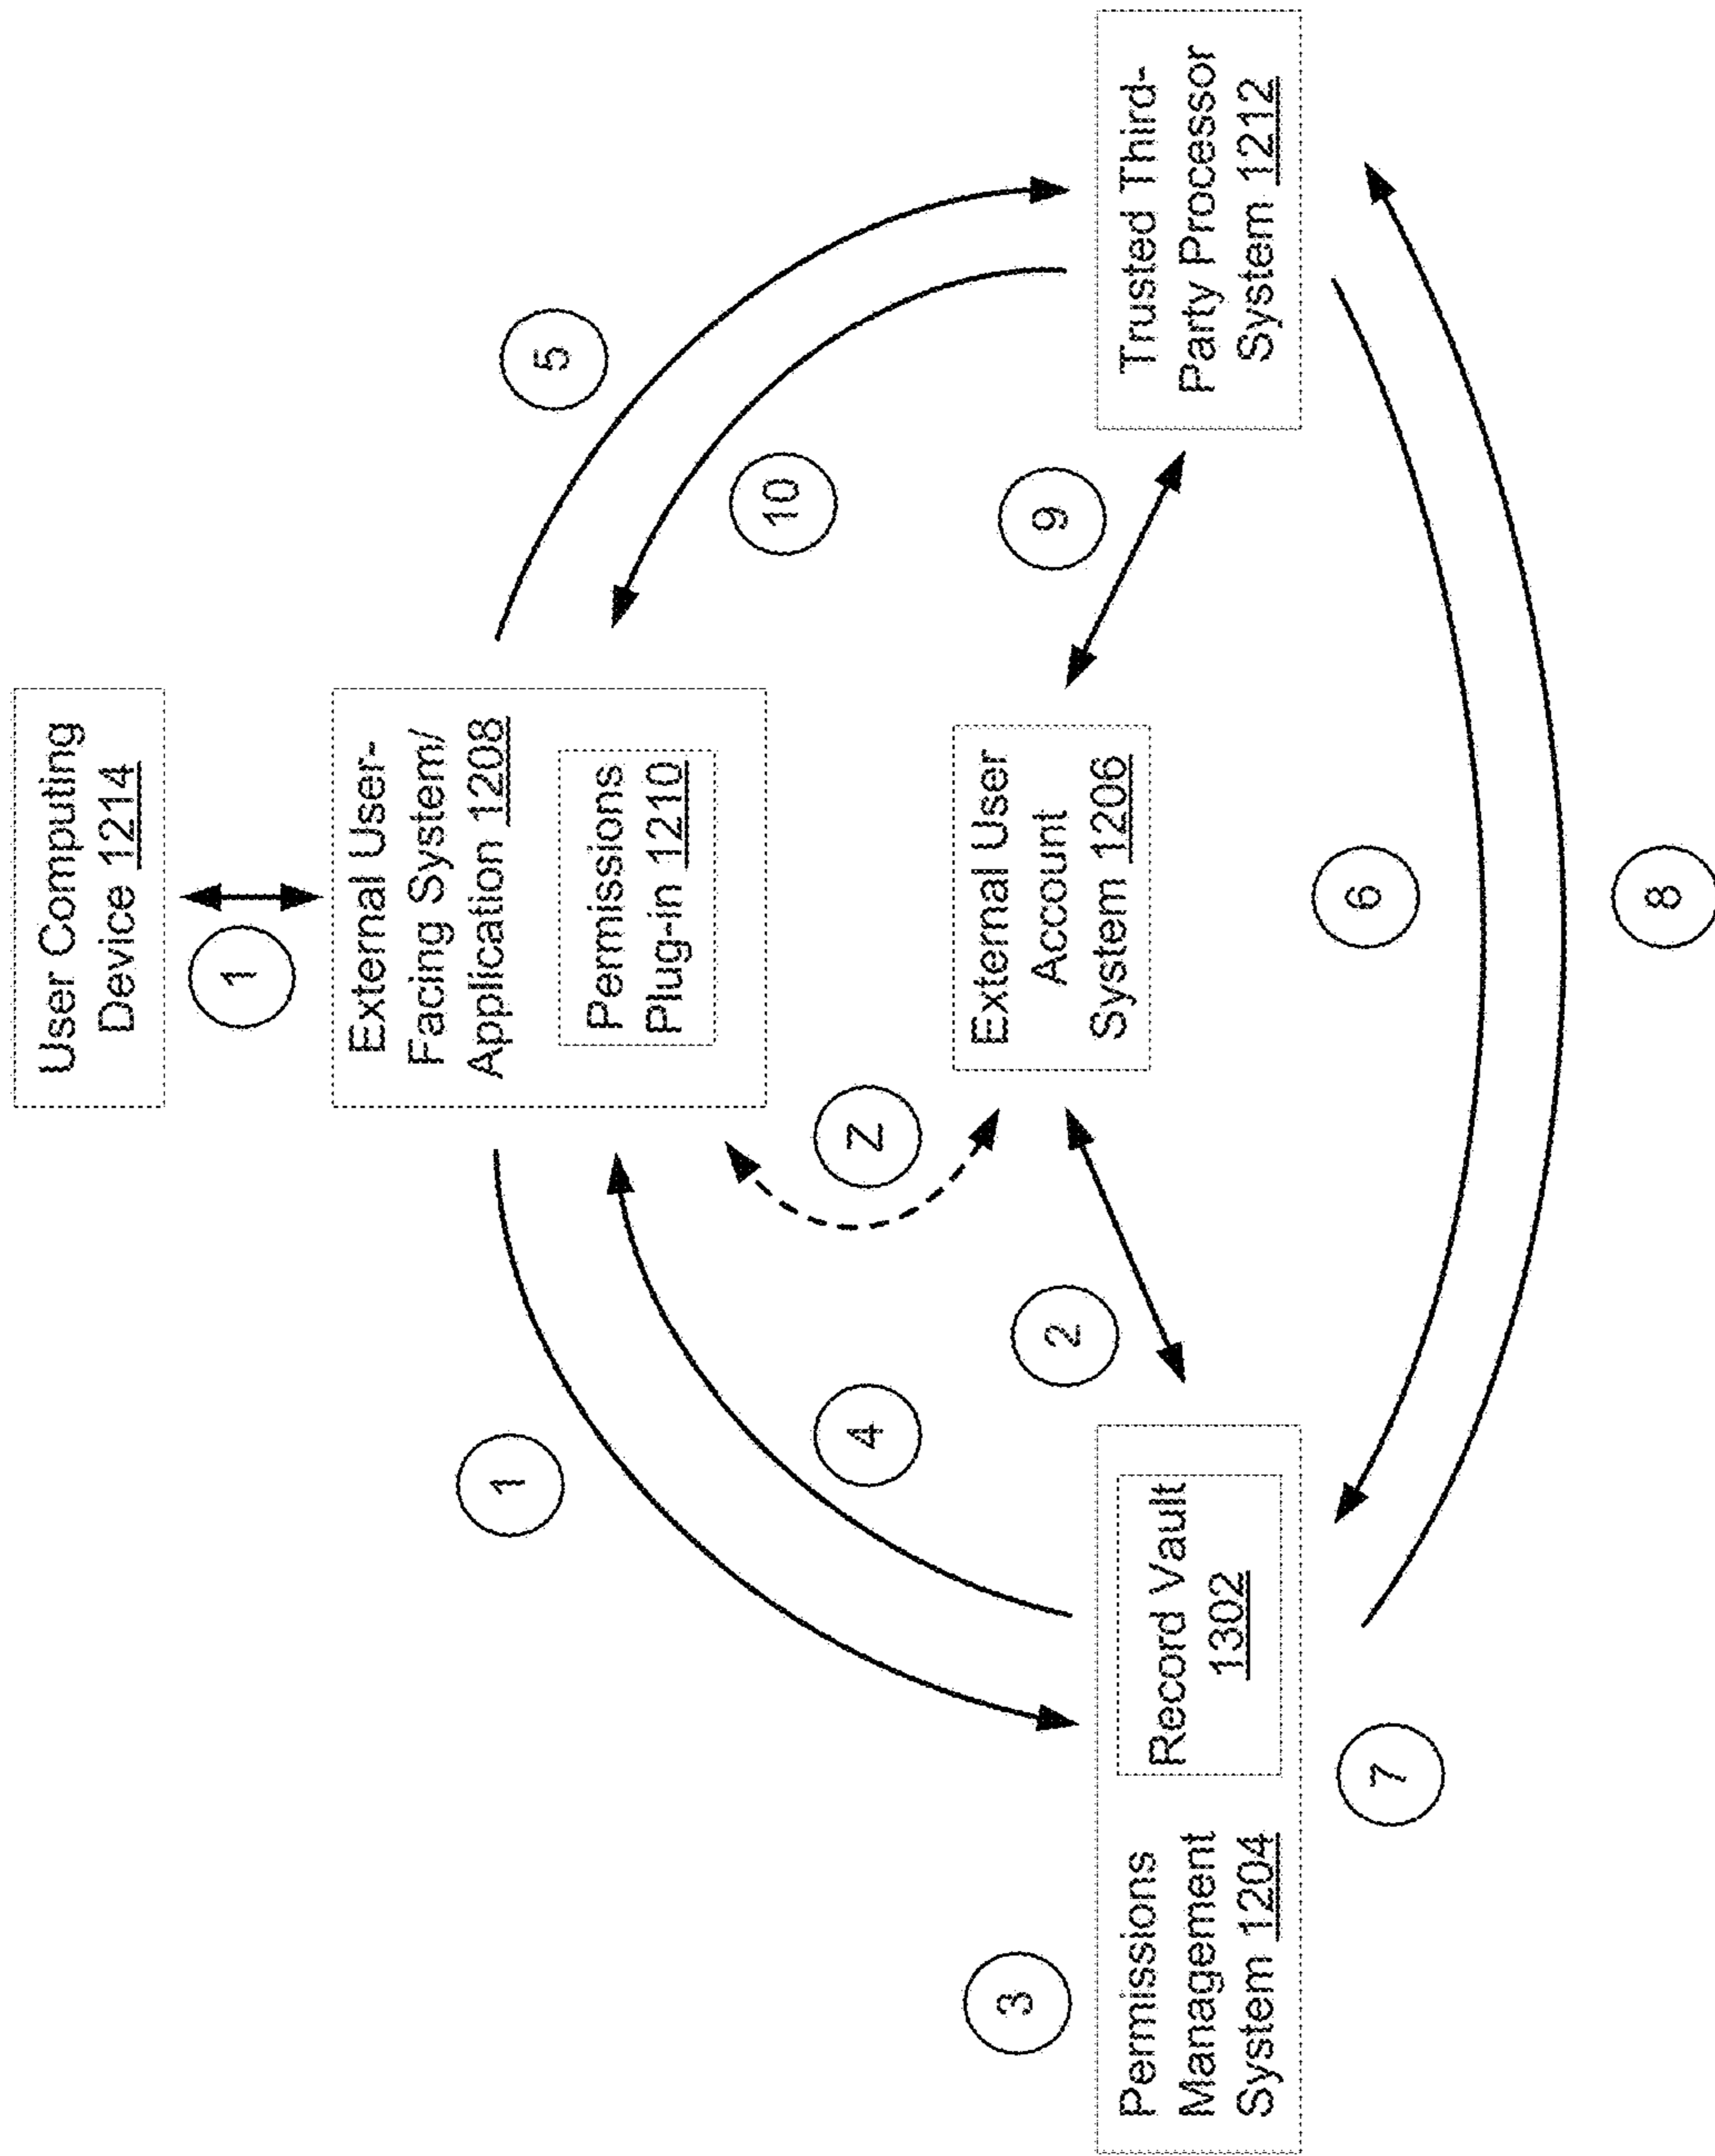 User Computing
Device 1214
1
External User-
Facing System/
Application 1208
Permissions
Plug-in 1210
1
5
4
10
Z
External User
Account
System 1206
2
9
3
Permissions
Management
System 1204
Record Vault
1302
Trusted Third-
Party Processor
System 1212
7
6
8